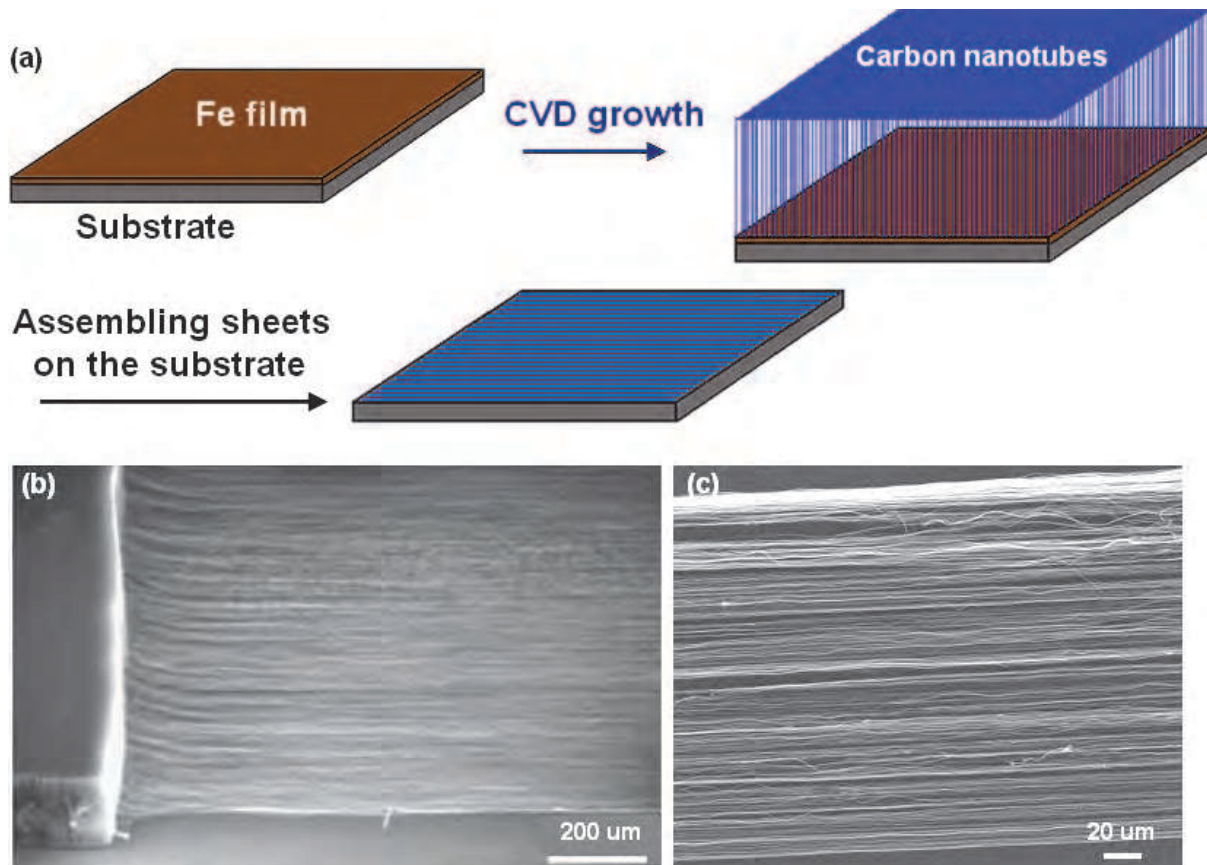 (a)
Fe film
Substrate
CVD growth
Carbon nanotubes
Assembling sheets
on the substrate
(b)
200 um
(c)
20 um